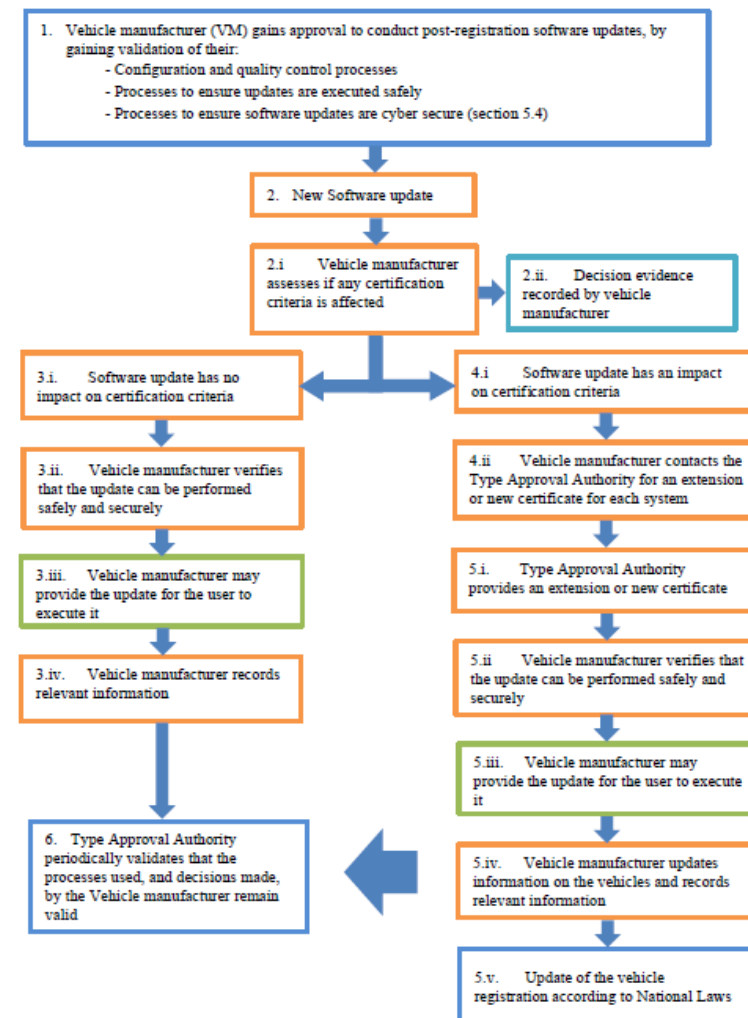 1. Vehicle manufacturer (VM) gains approval to conduct post-registration software updates, by
gaining validation of their:
- Configuration and quality control processes
- Processes to ensure updates are executed safely
- Processes to ensure software updates are cyber secure (section 5.4)
2. New Software update
2.i Vehicle manufacturer
assesses if any certification
criteria is affected
2.ii. Decision evidence
recorded by vehicle
manufacturer
3.i. Software update has no
impact on certification criteria
3.ii. Vehicle manufacturer verifies
that the update can be performed
safely and securely
3.iii. Vehicle manufacturer may
provide the update for the user to
execute it
3.iv. Vehicle manufacturer records
relevant information
4.i Software update has an impact
on certification criteria
4.ii Vehicle manufacturer contacts the
Type Approval Authority for an extension
or new certificate for each system
5.i. Type Approval Authority
provides an extension or new certificate
5.ii Vehicle manufacturer verifies that
the update can be performed safely and
securely
5.iii. Vehicle manufacturer may
provide the update for the user to execute
it
5.iv. Vehicle manufacturer updates
information on the vehicles and records
relevant information
5.v. Update of the vehicle
registration according to National Laws
6. Type Approval Authority
periodically validates that the
processes used, and decisions made,
by the Vehicle manufacturer remain
valid